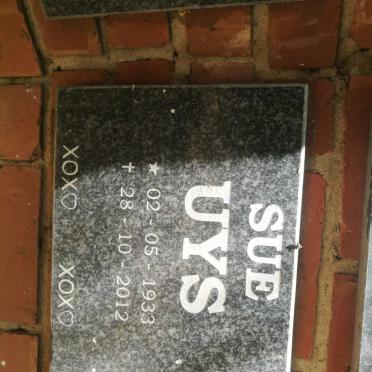 SUE
UYS
★ 02 - 05 - 1933
✝ 28 - 10 - 2012
XOXO♡ XOXO♡